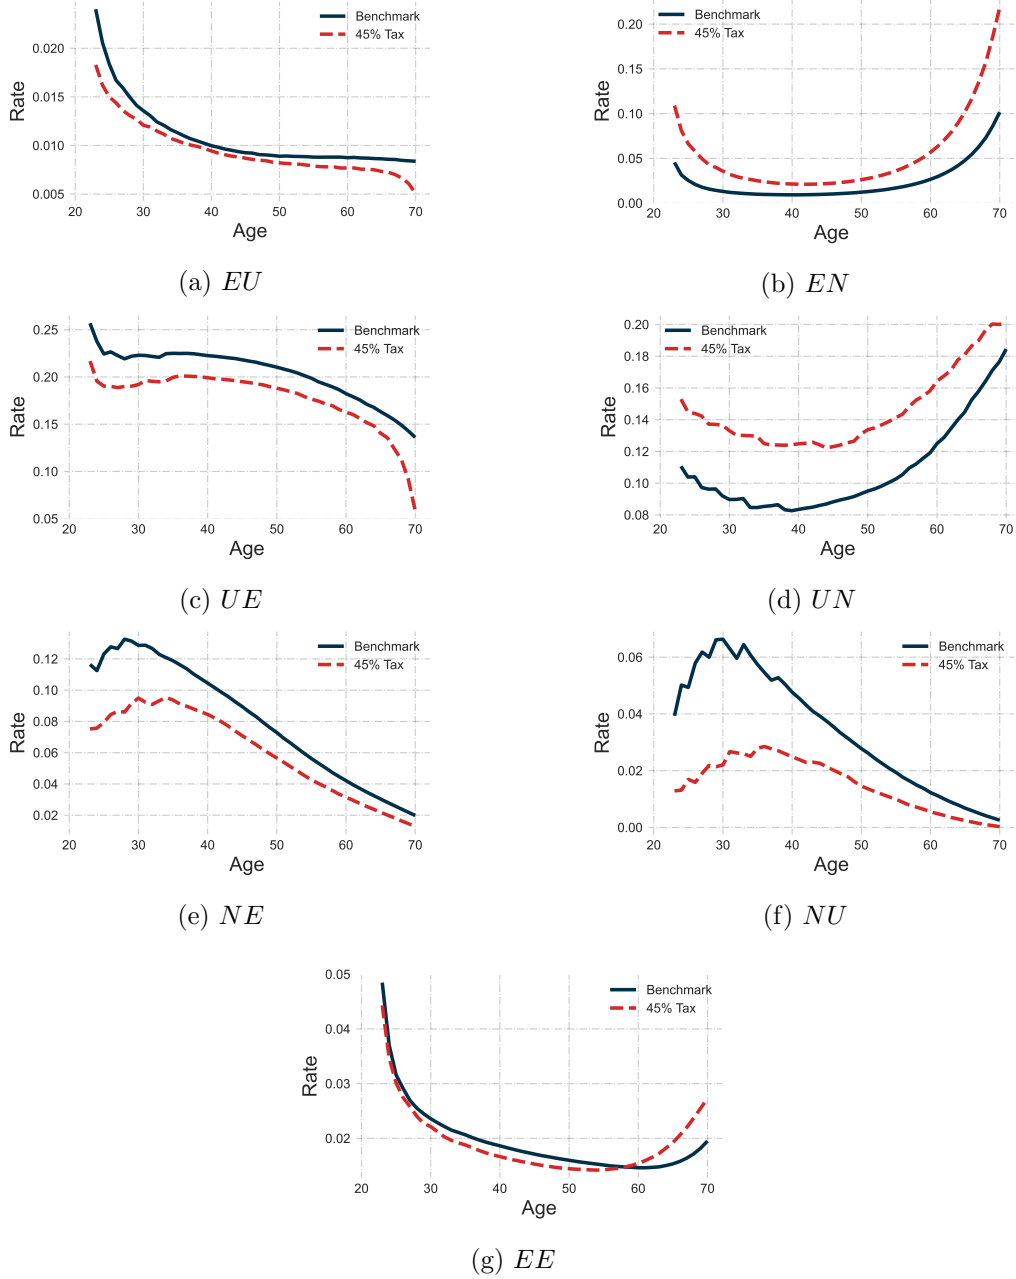 Benchmark
45% Tax
Rate
0.020
0.015
0.010
0.005
20 30 40 50 60 70
Age
(a) EU
Benchmark
45% Tax
Rate
0.20
0.15
0.10
0.05
0.00
20 30 40 50 60 70
Age
(b) EN
Benchmark
45% Tax
Rate
0.25
0.20
0.15
0.10
0.05
20 30 40 50 60 70
Age
(c) UE
Benchmark
45% Tax
Rate
0.20
0.18
0.16
0.14
0.12
0.10
0.08
20 30 40 50 60 70
Age
(d) UN
Benchmark
45% Tax
Rate
0.12
0.10
0.08
0.06
0.04
0.02
20 30 40 50 60 70
Age
(e) NE
Benchmark
45% Tax
Rate
0.06
0.04
0.02
0.00
20 30 40 50 60 70
Age
(f) NU
Benchmark
45% Tax
Rate
0.05
0.04
0.03
0.02
20 30 40 50 60 70
Age
(g) EE